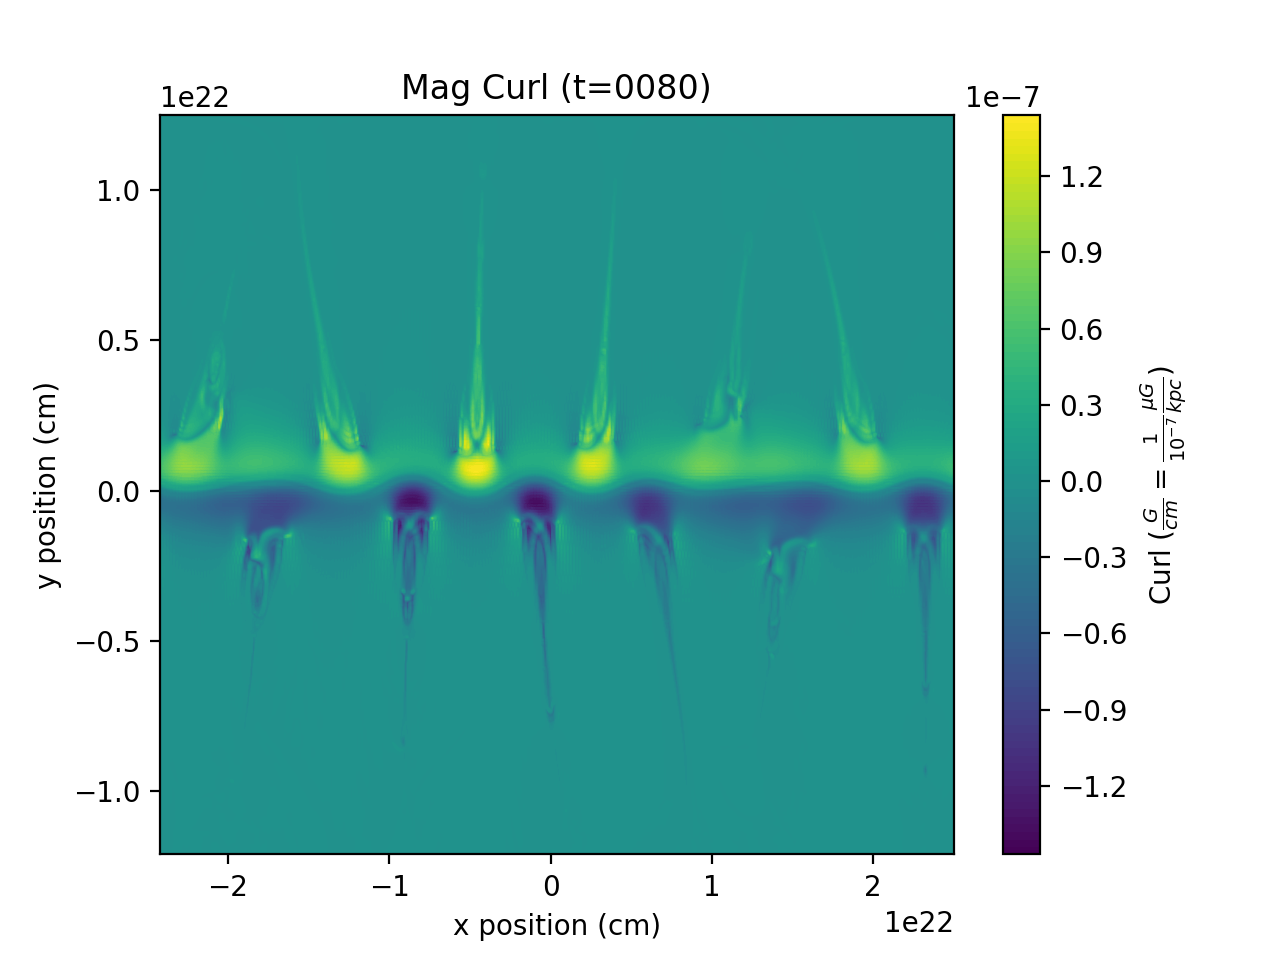 Mag Curl (t=0080)
1e22
1e−7
1.0
0.5
0.0
−0.5
−1.0
y position (cm)
−2
−1
0
1
2
x position (cm)
1e22
1.2
0.9
0.6
0.3
0.0
−0.3
−0.6
−0.9
−1.2
Curl (G/cm = 1/10⁻⁷ μG/kpc)